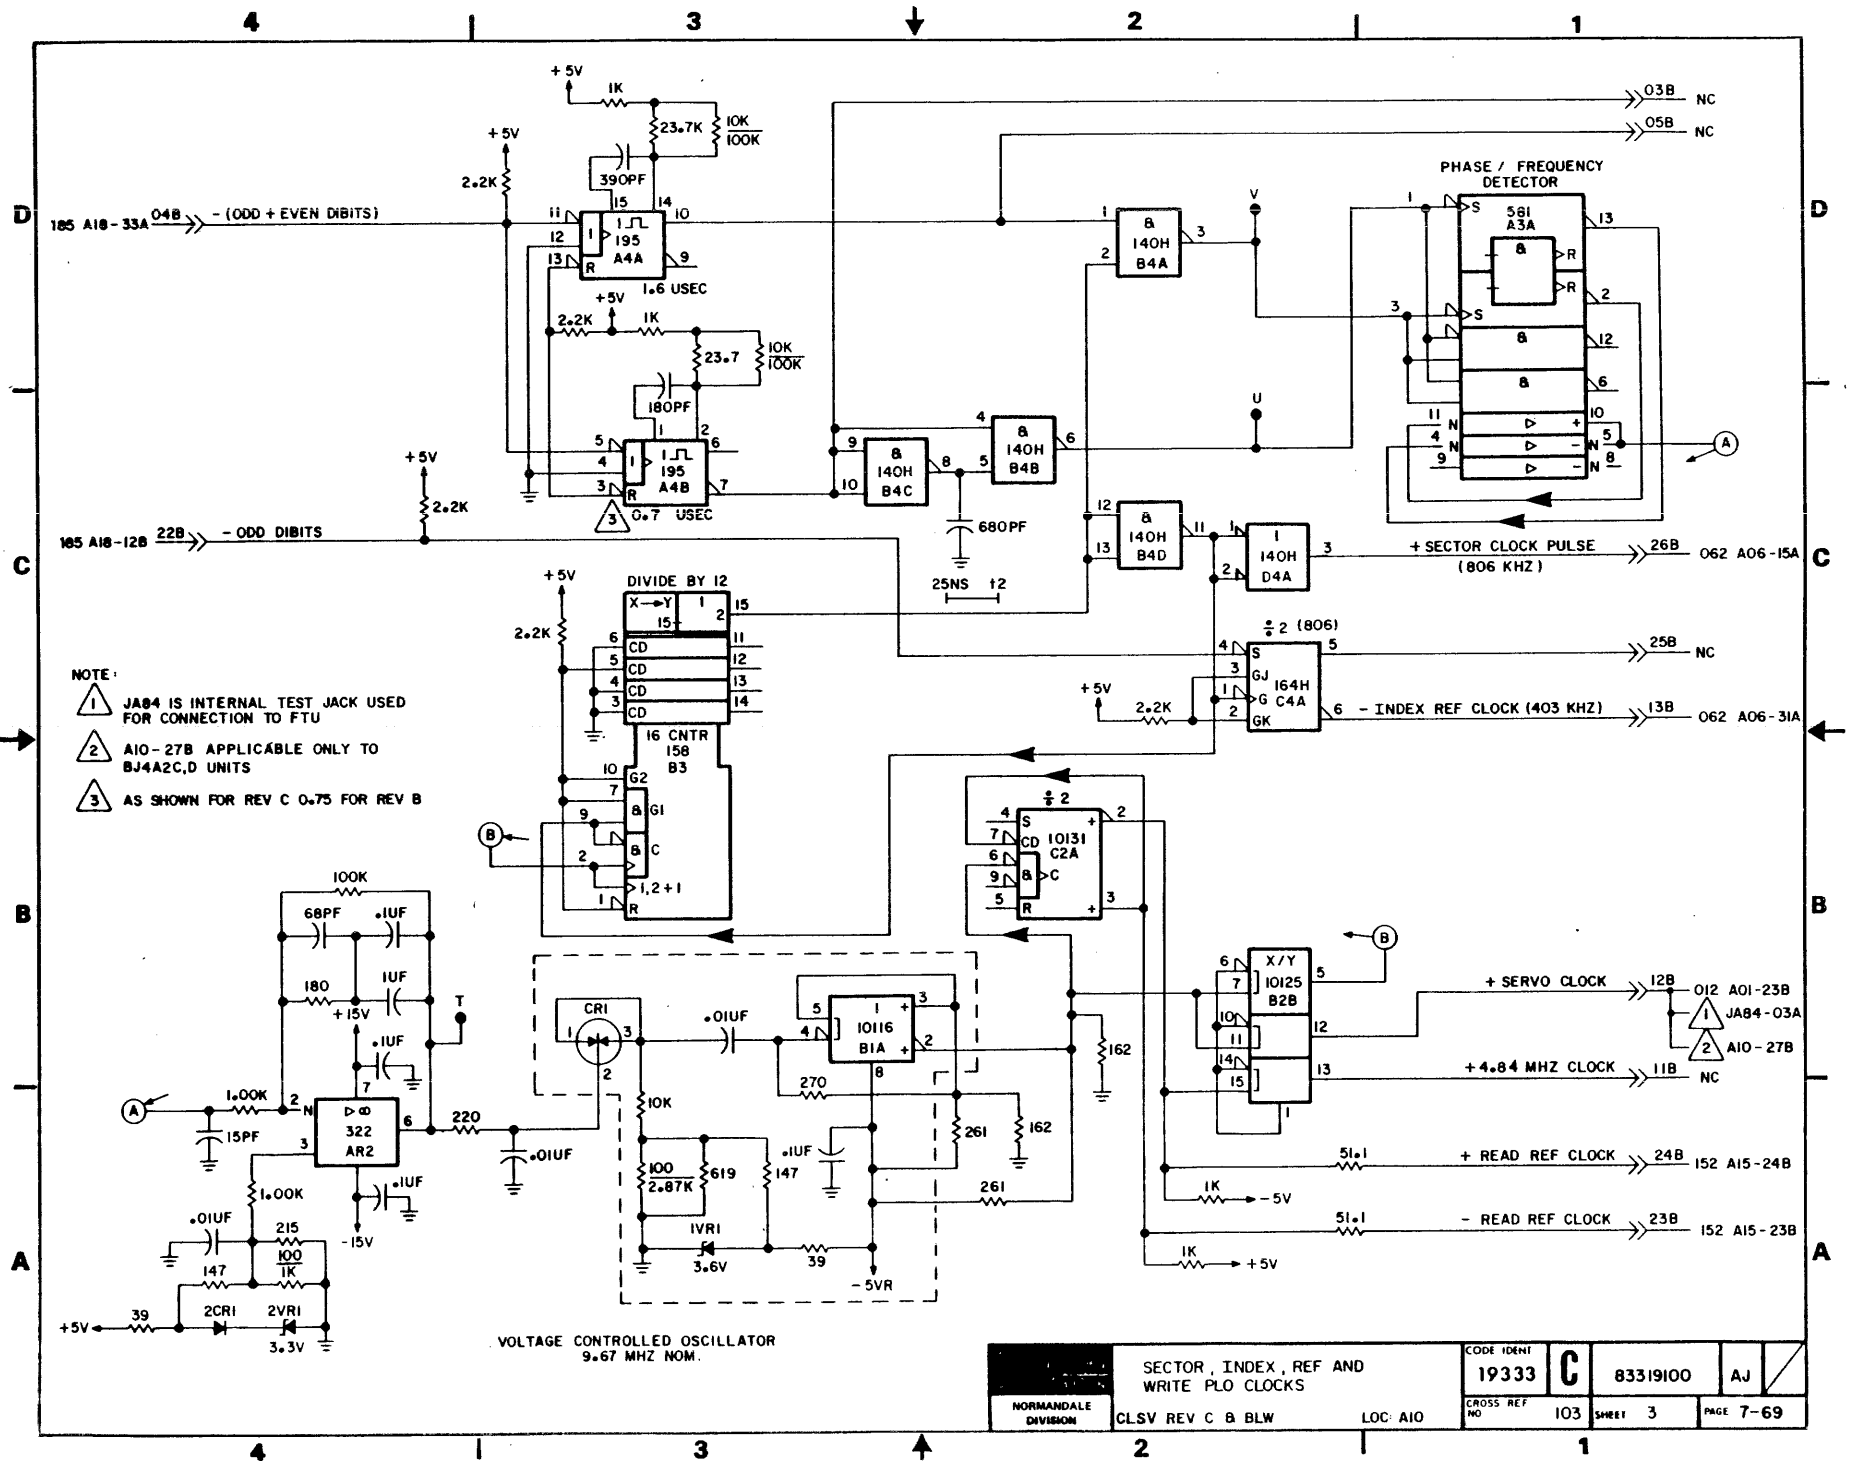 4 3 2 1
+5V
1K
23.7K
10K
100K
+5V
390PF
2.2K
15 14
185 A18-33A 04B -(ODD + EVEN DIBITS)
11 10
12 1 1
195
A4A
13 R 9
1.6 USEC
03B NC
05B NC
PHASE / FREQUENCY
DETECTOR
1 S 581
A3A 13
& R
R
2
3 S
& 12
& 6
11 N + 10
4 N - N 5
9 - N 8
A
V
1 & 3
140H
2 B4A
D D
+5V
2.2K 1K
23.7
10K
100K
180PF
1 2
5 6
4 1 1
195
A4B
3 R 7
3 0.7 USEC
+5V
2.2K
U
4 & 6
140H
5 B4B
9 & 8
140H
10 B4C
680PF
25NS ±2
185 A18-12B 22B - ODD DIBITS
12 & 11
140H
13 B4D
1 1 3
140H
2 D4A
+ SECTOR CLOCK PULSE
(806 KHZ)
26B 062 A06-15A
C C
+5V
2.2K
DIVIDE BY 12
X→Y 1 15
15 2
6 CD 11
5 CD 12
4 CD 13
3 CD 14
16 CNTR
158
B3
10 G2
7
& G1
9
& C
2
1,2+1
1 R
B
÷2 (806)
4 S 5
3 GJ
1 G 164H
C4A
2 GK 6
25B NC
+5V
2.2K
- INDEX REF CLOCK (403 KHZ) 13B 062 A06-31A
NOTE:
1 JA84 IS INTERNAL TEST JACK USED
FOR CONNECTION TO FTU
2 A10-27B APPLICABLE ONLY TO
BJ4A2C,D UNITS
3 AS SHOWN FOR REV C 0.75 FOR REV B
÷2
4 S + 2
7 CD 10131
C2A
6
& C
9
5 R + 3
B B
100K
68PF .1UF
180 1UF
+15V
.1UF
T
7
A 1.00K 2 N ∞ 6
322
AR2
15PF 3
220
.01UF
1.00K
.1UF
-15V
.01UF 215
100
1K
147
+5V 39 2CR1 2VR1
3.3V
CR1
1 3
2
.01UF
5 1 + 3
4 10116
B1A + 2
8
270
10K
100
2.87K
619
147
.1UF
261
162
162
261
1VR1
3.6V
39
-5VR
VOLTAGE CONTROLLED OSCILLATOR
9.67 MHZ NOM.
6 X/Y 5
7 10125
B2B
10 12
11
14 13
15
1
B
+ SERVO CLOCK 12B 012 A01-23B
1 JA84-03A
2 A10-27B
+4.84 MHZ CLOCK 11B NC
51.1 + READ REF CLOCK 24B 152 A15-24B
1K -5V
51.1 - READ REF CLOCK 23B 152 A15-23B
1K +5V
A A
NORMANDALE
DIVISION
SECTOR, INDEX, REF AND
WRITE PLO CLOCKS
CLSV REV C & BLW LOC: A10
CODE IDENT
19333 C 83319100 AJ
CROSS REF
NO 103 SHEET 3 PAGE 7-69
4 3 2 1